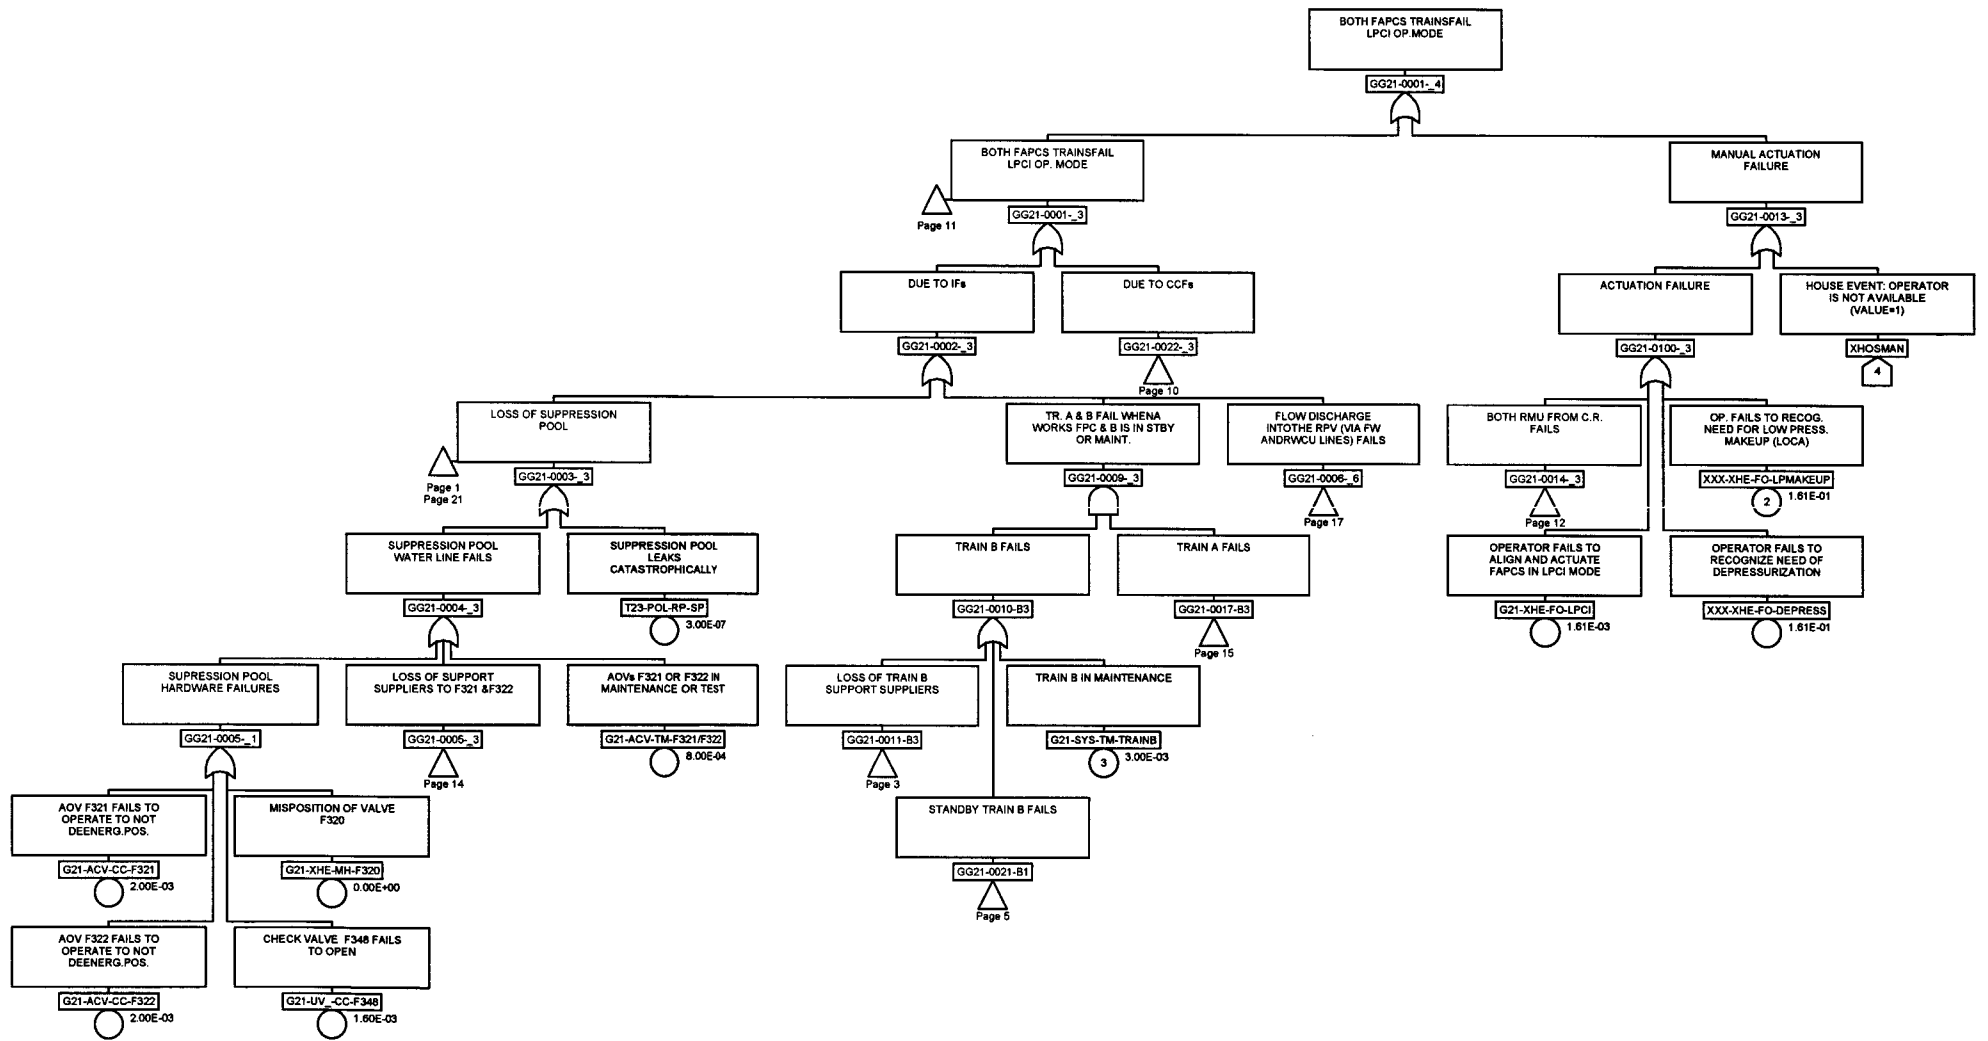 BOTH FAPCS TRAINSFAIL
LPCI OP.MODE
GG21-0001-_4
BOTH FAPCS TRAINSFAIL
LPCI OP. MODE
Page 11
GG21-0001-_3
MANUAL ACTUATION
FAILURE
GG21-0013-_3
DUE TO IFs
GG21-0002-_3
DUE TO CCFs
GG21-0022-_3
Page 10
ACTUATION FAILURE
GG21-0100-_3
HOUSE EVENT: OPERATOR
IS NOT AVAILABLE
(VALUE=1)
XHOSMAN
4
LOSS OF SUPPRESSION
POOL
Page 1
Page 21
GG21-0003-_3
TR. A & B FAIL WHENA
WORKS FPC & B IS IN STBY
OR MAINT.
GG21-0009-_3
FLOW DISCHARGE
INTOTHE RPV (VIA FW
ANDRWCU LINES) FAILS
GG21-0006-_6
Page 17
BOTH RMU FROM C.R.
FAILS
GG21-0014-_3
Page 12
OP. FAILS TO RECOG.
NEED FOR LOW PRESS.
MAKEUP (LOCA)
XXX-XHE-FO-LPMAKEUP
2
1.61E-01
SUPPRESSION POOL
WATER LINE FAILS
GG21-0004-_3
SUPPRESSION POOL
LEAKS
CATASTROPHICALLY
T23-POL-RP-SP
3.00E-07
TRAIN B FAILS
GG21-0010-B3
TRAIN A FAILS
GG21-0017-B3
Page 15
OPERATOR FAILS TO
ALIGN AND ACTUATE
FAPCS IN LPCI MODE
G21-XHE-FO-LPCI
1.61E-03
OPERATOR FAILS TO
RECOGNIZE NEED OF
DEPRESSURIZATION
XXX-XHE-FO-DEPRESS
1.61E-01
SUPRESSION POOL
HARDWARE FAILURES
GG21-0005-_1
LOSS OF SUPPORT
SUPPLIERS TO F321 &F322
GG21-0005-_3
Page 14
AOVs F321 OR F322 IN
MAINTENANCE OR TEST
G21-ACV-TM-F321/F322
8.00E-04
LOSS OF TRAIN B
SUPPORT SUPPLIERS
GG21-0011-B3
Page 3
TRAIN B IN MAINTENANCE
G21-SYS-TM-TRAINB
3
3.00E-03
AOV F321 FAILS TO
OPERATE TO NOT
DEENERG.POS.
G21-ACV-CC-F321
2.00E-03
MISPOSITION OF VALVE
F320
G21-XHE-MH-F320
0.00E+00
STANDBY TRAIN B FAILS
GG21-0021-B1
Page 5
AOV F322 FAILS TO
OPERATE TO NOT
DEENERG.POS.
G21-ACV-CC-F322
2.00E-03
CHECK VALVE F348 FAILS
TO OPEN
G21-UV_-CC-F348
1.60E-03